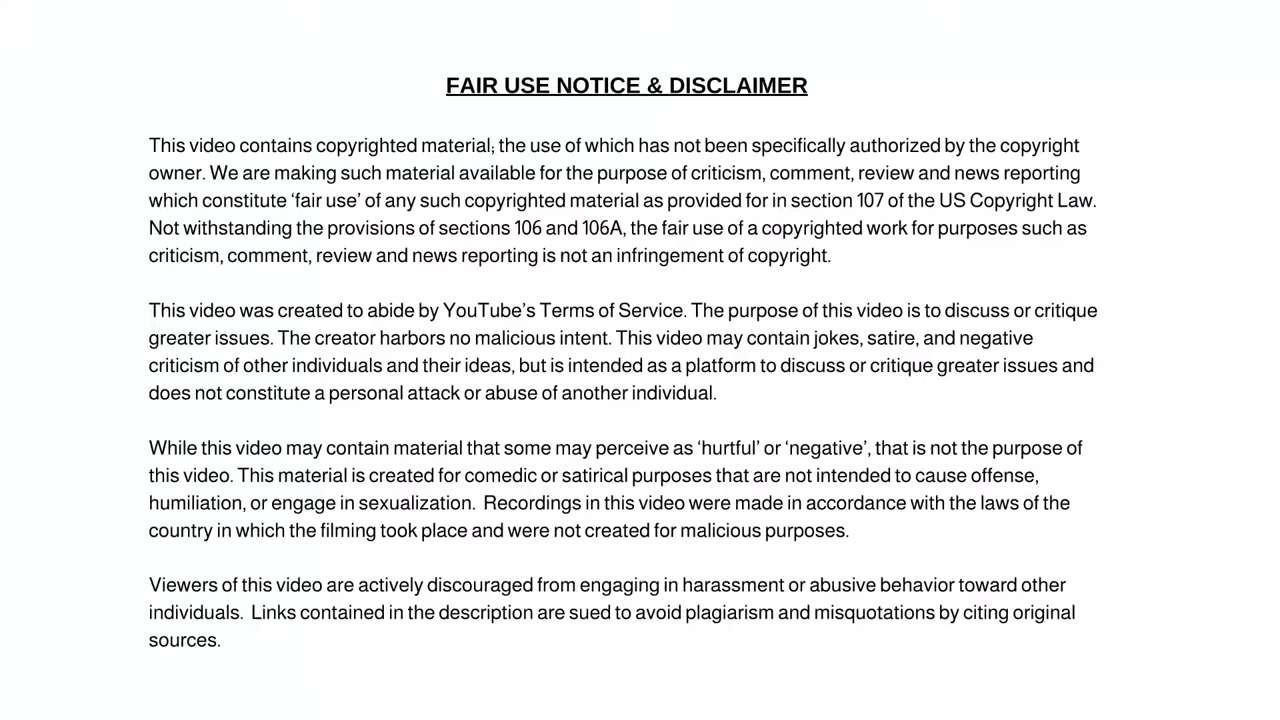 FAIR USE NOTICE & DISCLAIMER
This video contains copyrighted material; the use of which has not been specifically authorized by the copyright
owner. We are making such material available for the purpose of criticism, comment, review and news reporting
which constitute ‘fair use’ of any such copyrighted material as provided for in section 107 of the US Copyright Law.
Not withstanding the provisions of sections 106 and 106A, the fair use of a copyrighted work for purposes such as
criticism, comment, review and news reporting is not an infringement of copyright.
This video was created to abide by YouTube’s Terms of Service. The purpose of this video is to discuss or critique
greater issues. The creator harbors no malicious intent. This video may contain jokes, satire, and negative
criticism of other individuals and their ideas, but is intended as a platform to discuss or critique greater issues and
does not constitute a personal attack or abuse of another individual.
While this video may contain material that some may perceive as ‘hurtful’ or ‘negative’, that is not the purpose of
this video. This material is created for comedic or satirical purposes that are not intended to cause offense,
humiliation, or engage in sexualization. Recordings in this video were made in accordance with the laws of the
country in which the filming took place and were not created for malicious purposes.
Viewers of this video are actively discouraged from engaging in harassment or abusive behavior toward other
individuals. Links contained in the description are sued to avoid plagiarism and misquotations by citing original
sources.